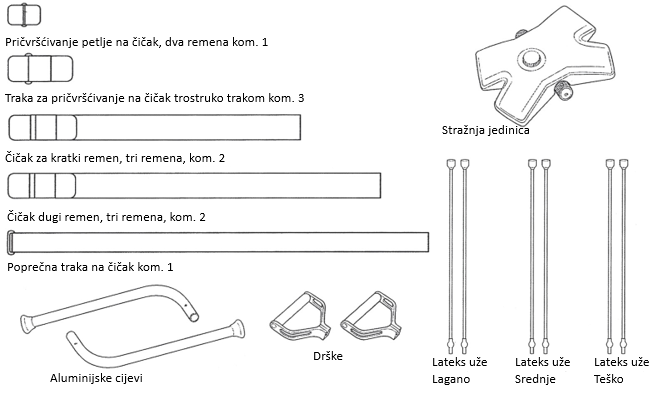 Pričvršćivanje petlje na čičak, dva remena kom. 1
Traka za pričvršćivanje na čičak trostruko trakom kom. 3
Čičak za kratki remen, tri remena, kom. 2
Čičak dugi remen, tri remena, kom. 2
Poprečna traka na čičak kom. 1
Aluminijske cijevi
Drške
Stražnja jedinica
Lateks uže
Lagano
Lateks uže
Srednje
Lateks uže
Teško